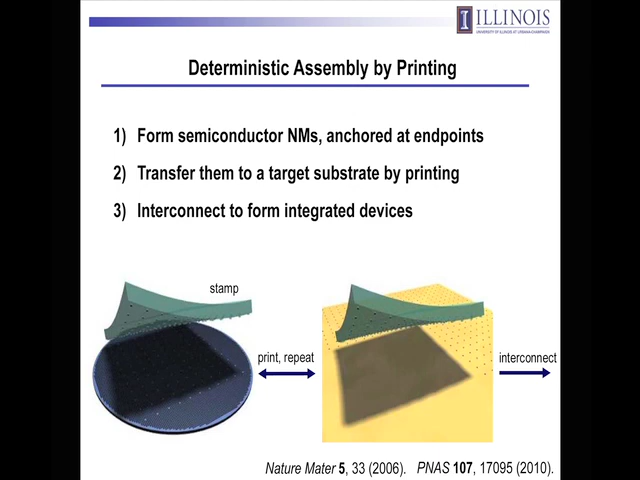 ILLINOIS
UNIVERSITY OF ILLINOIS AT URBANA-CHAMPAIGN
Deterministic Assembly by Printing
1) Form semiconductor NMs, anchored at endpoints
2) Transfer them to a target substrate by printing
3) Interconnect to form integrated devices
stamp
print, repeat
interconnect
Nature Mater 5, 33 (2006). PNAS 107, 17095 (2010).